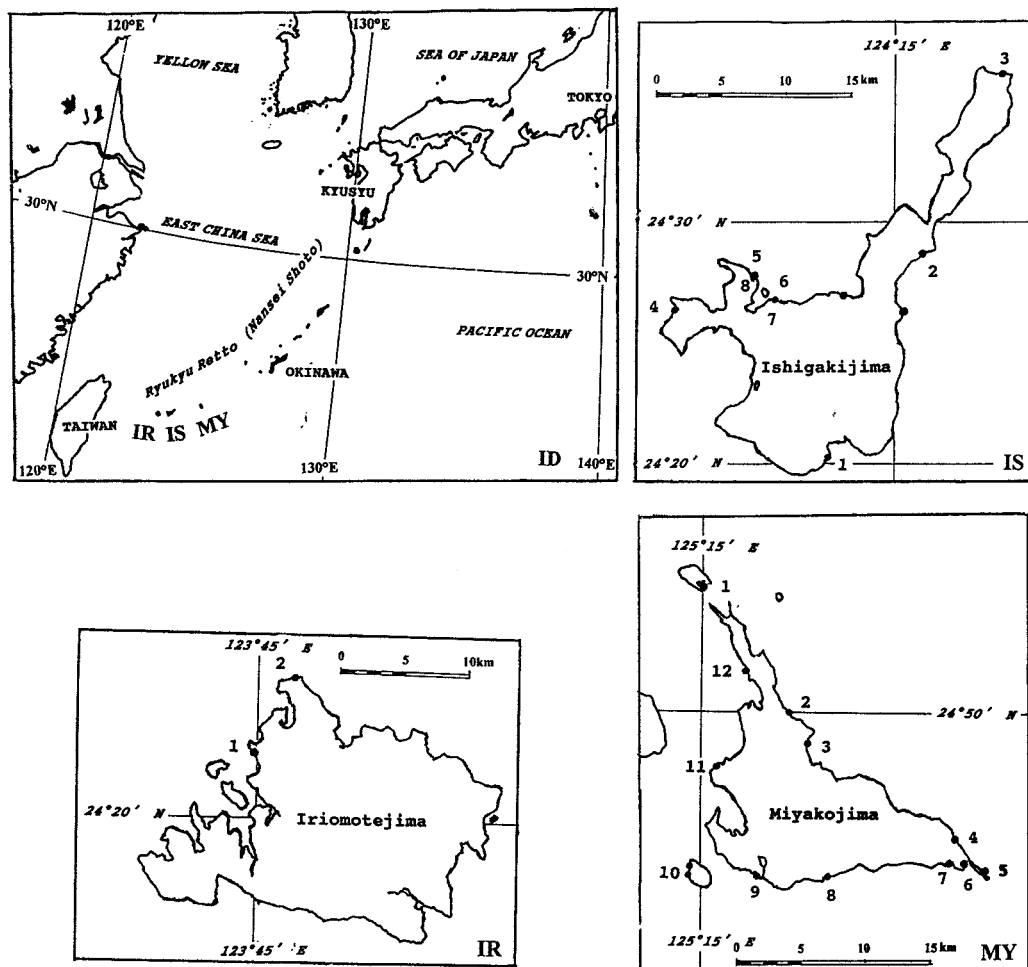 120°E
130°E
YELLOW SEA
SEA OF JAPAN
TOKYO
KYUSYU
30°N
EAST CHINA SEA
30°N
Ryukyu Retto (Nansei Shoto)
PACIFIC OCEAN
OKINAWA
TAIWAN
IR IS MY
120°E
130°E
140°E
ID
124°15′ E
3
0 5 10 15 km
24°30′ N
2
5
8
6
4
7
Ishigakijima
24°20′ N
1
IS
123°45′ E
2
0 5 10km
1
24°20′ N
Iriomotejima
123°45′ E
IR
125°15′ E
1
12
2
24°50′ N
3
11
Miyakojima
4
10
9
8
7
6
5
125°15′ E
0 5 10 15 km
MY